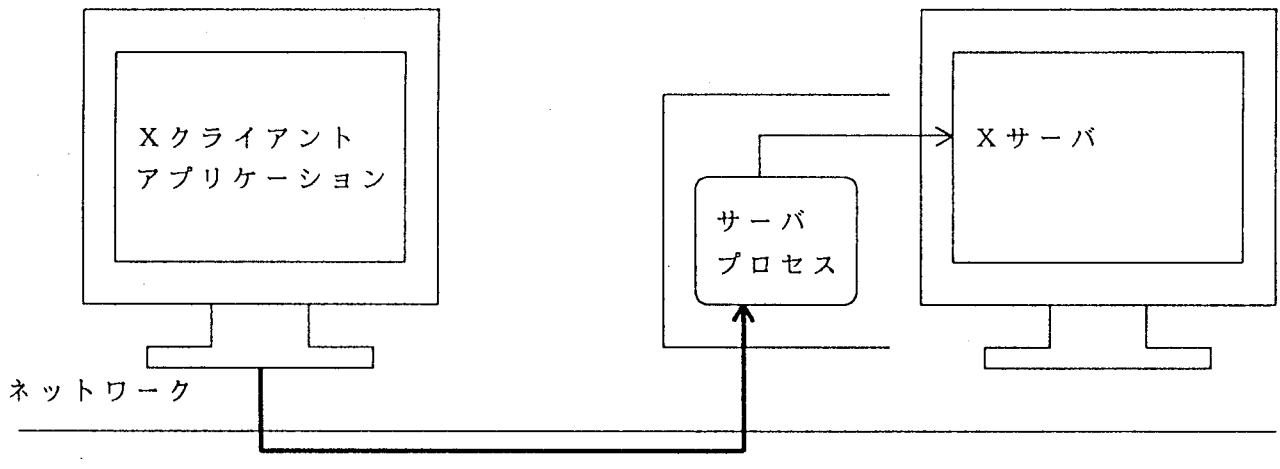 Xクライアント
アプリケーション
サーバ
プロセス
Xサーバ
ネットワーク